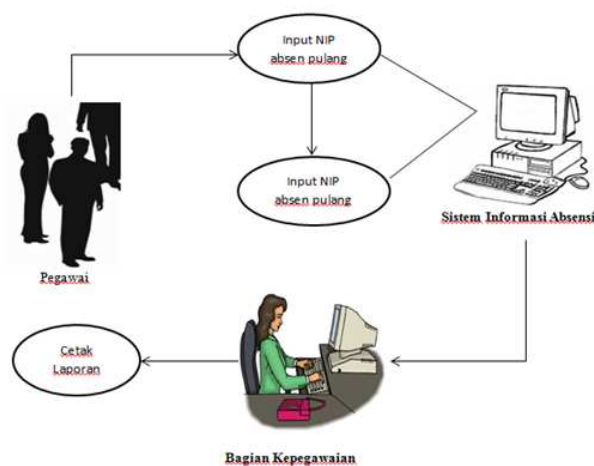 Input NIP
absen pulang
Input NIP
absen pulang
Sistem Informasi Absensi
Pegawai
Cetak
Laporan
Bagian Kepegawaian